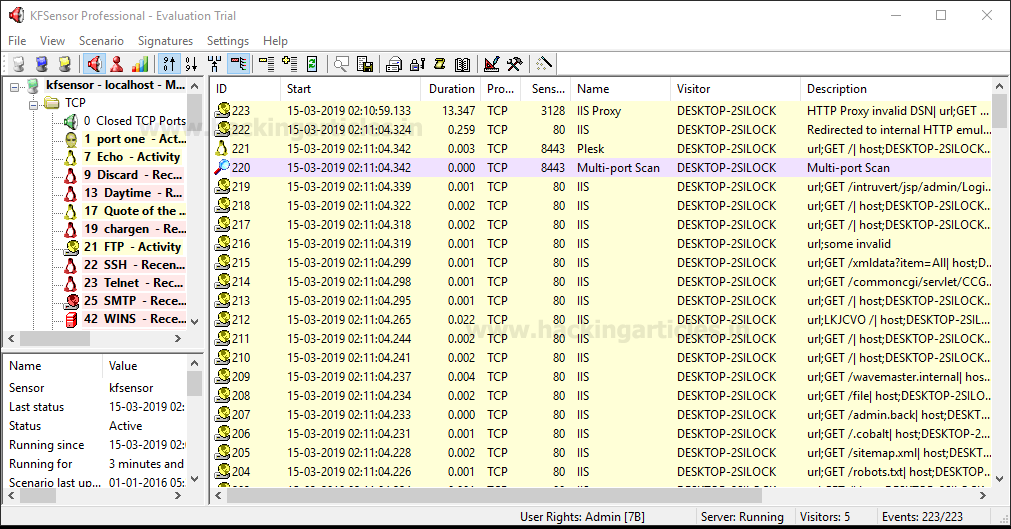 KFSensor Professional - Evaluation Trial
File View Scenario Signatures Settings Help
kfsensor - localhost - M...
TCP
0 Closed TCP Ports
1 port one - Act...
7 Echo - Activity
9 Discard - Rec...
13 Daytime - R...
17 Quote of the ...
19 chargen - Re...
21 FTP - Activity
22 SSH - Recen...
23 Telnet - Rec...
25 SMTP - Rece...
42 WINS - Rece...
Name Value
Sensor kfsensor
Last status 15-03-2019 02:
Status Active
Running since 15-03-2019 02:
Running for 3 minutes and
Scenario last up... 01-01-2016 05:
ID Start Duration Pro... Sens... Name Visitor Description
223 15-03-2019 02:10:59.133 13.347 TCP 3128 IIS Proxy DESKTOP-2SILOCK HTTP Proxy invalid DSN| url;GET ...
222 15-03-2019 02:11:04.324 0.259 TCP 80 IIS DESKTOP-2SILOCK Redirected to internal HTTP emul...
221 15-03-2019 02:11:04.342 0.003 TCP 8443 Plesk DESKTOP-2SILOCK url;GET /| host;DESKTOP-2SILOCK...
220 15-03-2019 02:11:04.342 0.000 TCP 8443 Multi-port Scan DESKTOP-2SILOCK Multi-port Scan
219 15-03-2019 02:11:04.339 0.001 TCP 80 IIS DESKTOP-2SILOCK url;GET /intruvert/jsp/admin/Logi...
218 15-03-2019 02:11:04.322 0.002 TCP 80 IIS DESKTOP-2SILOCK url;GET /| host;DESKTOP-2SILOCK...
217 15-03-2019 02:11:04.318 0.002 TCP 80 IIS DESKTOP-2SILOCK url;GET /| host;DESKTOP-2SILOCK...
216 15-03-2019 02:11:04.319 0.001 TCP 80 IIS DESKTOP-2SILOCK url;some invalid
215 15-03-2019 02:11:04.299 0.001 TCP 80 IIS DESKTOP-2SILOCK url;GET /xmldata?item=All| host;D...
214 15-03-2019 02:11:04.298 0.001 TCP 80 IIS DESKTOP-2SILOCK url;GET /commoncgi/servlet/CCG...
213 15-03-2019 02:11:04.295 0.001 TCP 80 IIS DESKTOP-2SILOCK url;GET /| host;DESKTOP-2SILOCK...
212 15-03-2019 02:11:04.265 0.022 TCP 80 IIS DESKTOP-2SILOCK url;LKJCVO /| host;DESKTOP-2SIL...
211 15-03-2019 02:11:04.244 0.002 TCP 80 IIS DESKTOP-2SILOCK url;GET /| host;DESKTOP-2SILOCK...
210 15-03-2019 02:11:04.241 0.002 TCP 80 IIS DESKTOP-2SILOCK url;GET /| host;DESKTOP-2SILOCK...
209 15-03-2019 02:11:04.237 0.004 TCP 80 IIS DESKTOP-2SILOCK url;GET /wavemaster.internal| hos...
208 15-03-2019 02:11:04.234 0.002 TCP 80 IIS DESKTOP-2SILOCK url;GET /file| host;DESKTOP-2SILO...
207 15-03-2019 02:11:04.233 0.000 TCP 80 IIS DESKTOP-2SILOCK url;GET /admin.back| host;DESKT...
206 15-03-2019 02:11:04.231 0.001 TCP 80 IIS DESKTOP-2SILOCK url;GET /.cobalt| host;DESKTOP-2...
205 15-03-2019 02:11:04.228 0.002 TCP 80 IIS DESKTOP-2SILOCK url;GET /sitemap.xml| host;DESKT...
204 15-03-2019 02:11:04.226 0.001 TCP 80 IIS DESKTOP-2SILOCK url;GET /robots.txt| host;DESKTOP...
www.hackingarticles.in
www.hackingarticles.in
User Rights: Admin [7B] Server: Running Visitors: 5 Events: 223/223